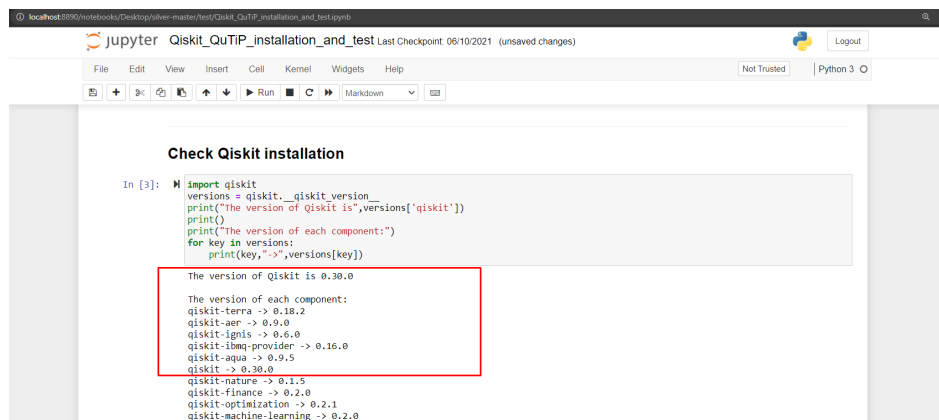 localhost:8890/notebooks/Desktop/silver-master/test/Qiskit_QuTiP_installation_and_test.ipynb
jupyter Qiskit_QuTiP_installation_and_test Last Checkpoint: 06/10/2021 (unsaved changes)
Logout
File Edit View Insert Cell Kernel Widgets Help
Not Trusted
Python 3
Run
Markdown
Check Qiskit installation
In [3]:
import qiskit
versions = qiskit.__qiskit_version__
print("The version of Qiskit is",versions['qiskit'])
print()
print("The version of each component:")
for key in versions:
    print(key,"->",versions[key])
The version of Qiskit is 0.30.0
The version of each component:
qiskit-terra -> 0.18.2
qiskit-aer -> 0.9.0
qiskit-ignis -> 0.6.0
qiskit-ibmq-provider -> 0.16.0
qiskit-aqua -> 0.9.5
qiskit -> 0.30.0
qiskit-nature -> 0.1.5
qiskit-finance -> 0.2.0
qiskit-optimization -> 0.2.1
qiskit-machine-learning -> 0.2.0